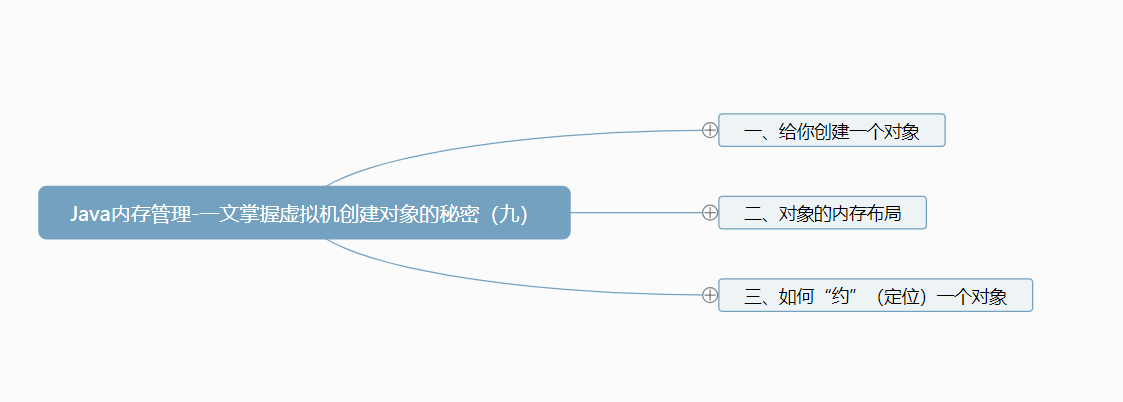 Java内存管理-一文掌握虚拟机创建对象的秘密（九）
一、给你创建一个对象
二、对象的内存布局
三、如何“约”（定位）一个对象